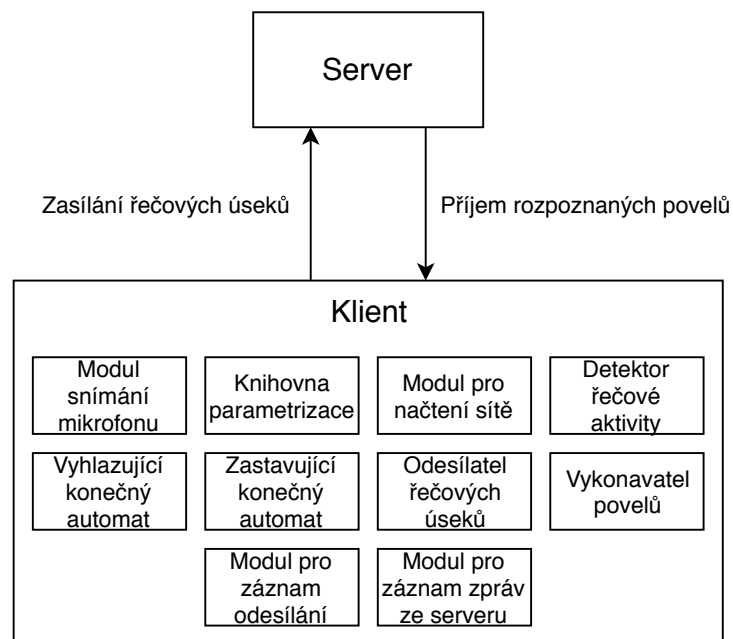 Server
Zasílání řečových úseků
Příjem rozpoznaných povelů
Klient
Modul
snímání
mikrofonu
Knihovna
parametrizace
Modul pro
načtení sítě
Detektor
řečové
aktivity
Vyhlazující
konečný
automat
Zastavující
konečný
automat
Odesílatel
řečových
úseků
Vykonavatel
povelů
Modul pro
záznam
odesílání
Modul pro
záznam zpráv
ze serveru